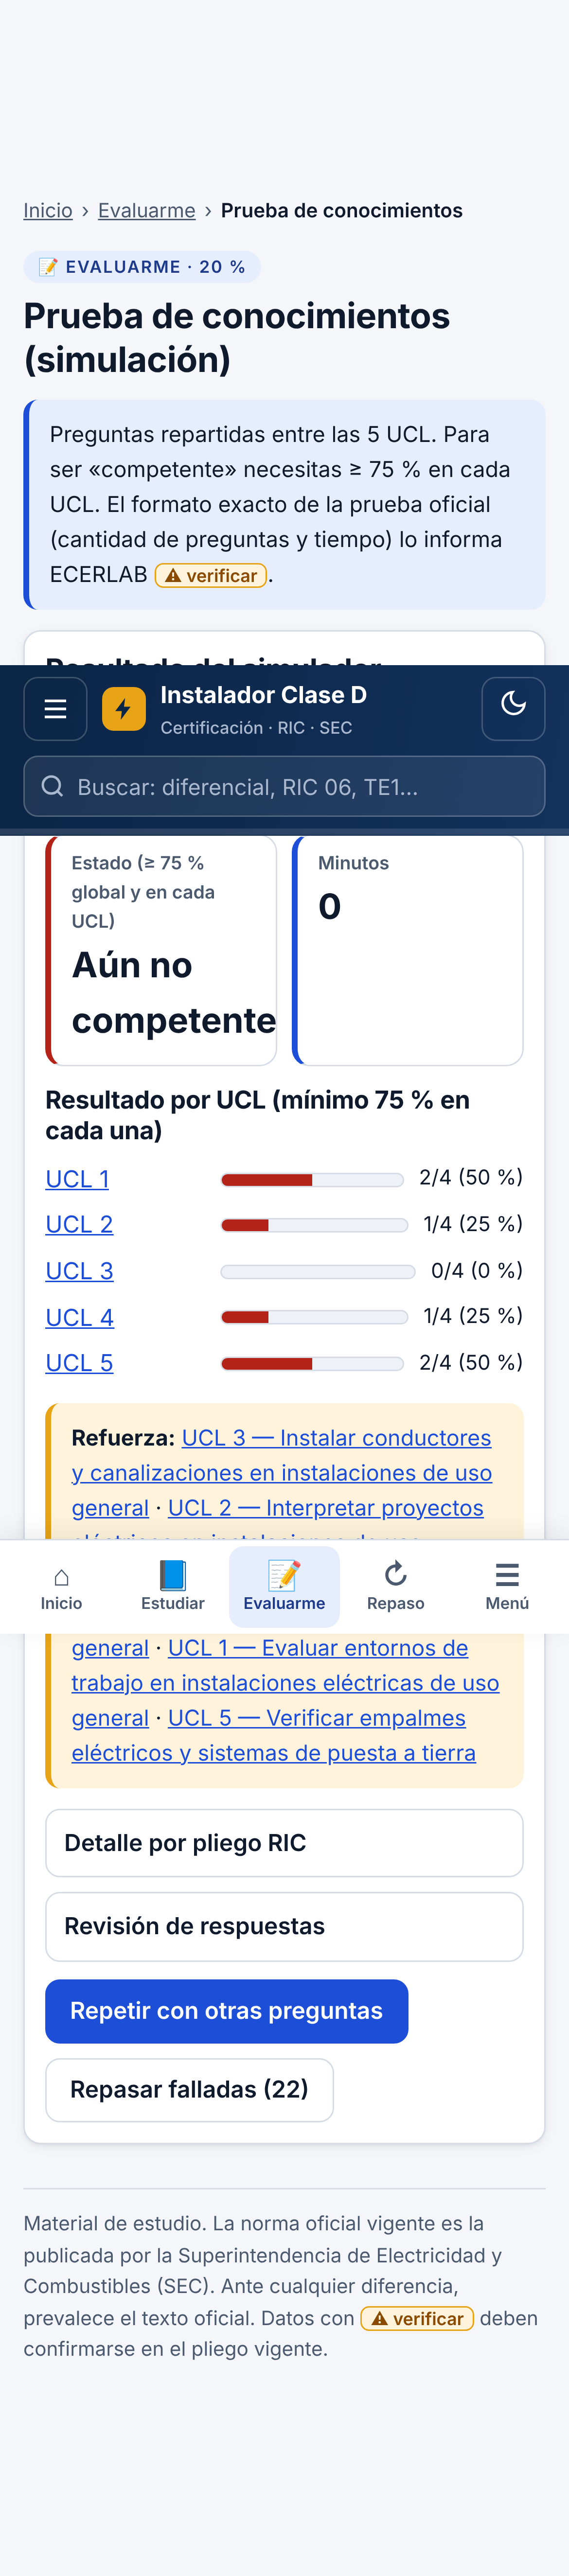 Inicio › Evaluarme › Prueba de conocimientos
📝 EVALUARME · 20 %
Prueba de conocimientos
(simulación)
Preguntas repartidas entre las 5 UCL. Para
ser «competente» necesitas ≥ 75 % en cada
UCL. El formato exacto de la prueba oficial
(cantidad de preguntas y tiempo) lo informa
ECERLAB ⚠ verificar.
Resultado del simulador
Instalador Clase D
Certificación · RIC · SEC
Buscar: diferencial, RIC 06, TE1...
Estado (≥ 75 %
global y en cada
UCL)
Aún no
competente
Minutos
0
Resultado por UCL (mínimo 75 % en
cada una)
UCL 1 2/4 (50 %)
UCL 2 1/4 (25 %)
UCL 3 0/4 (0 %)
UCL 4 1/4 (25 %)
UCL 5 2/4 (50 %)
Refuerza: UCL 3 — Instalar conductores
y canalizaciones en instalaciones de uso
general · UCL 2 — Interpretar proyectos
Inicio Estudiar Evaluarme Repaso Menú
general · UCL 1 — Evaluar entornos de
trabajo en instalaciones eléctricas de uso
general · UCL 5 — Verificar empalmes
eléctricos y sistemas de puesta a tierra
Detalle por pliego RIC
Revisión de respuestas
Repetir con otras preguntas
Repasar falladas (22)
Material de estudio. La norma oficial vigente es la
publicada por la Superintendencia de Electricidad y
Combustibles (SEC). Ante cualquier diferencia,
prevalece el texto oficial. Datos con ⚠ verificar deben
confirmarse en el pliego vigente.